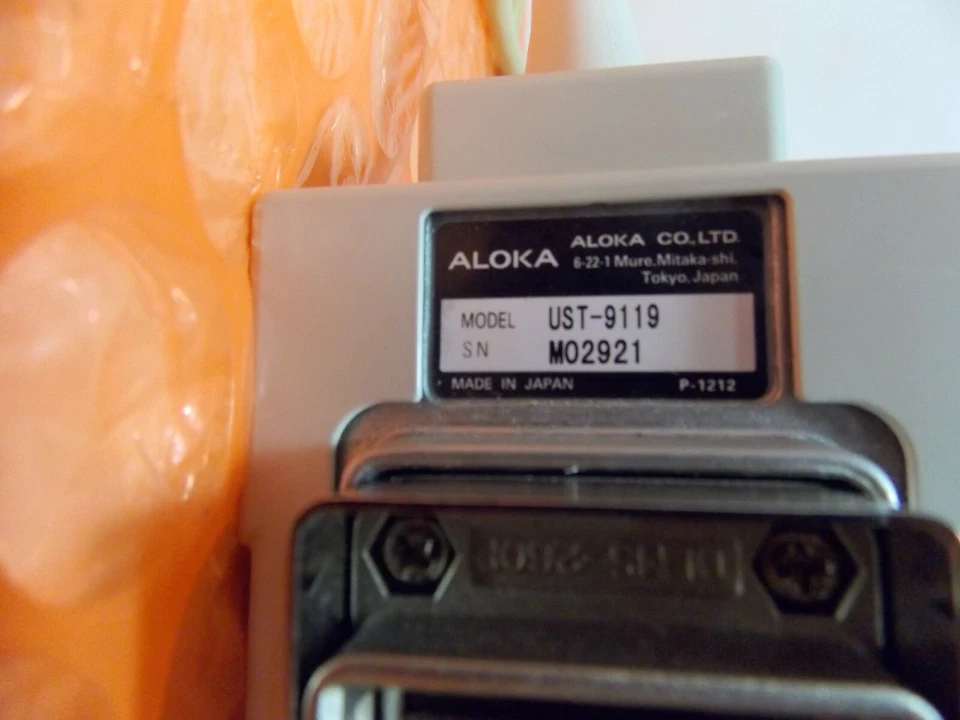 ALOKA
ALOKA CO.,LTD.
6-22-1 Mure.Mitaka-shi.
Tokyo.Japan
MODEL UST-9119
SN M02921
MADE IN JAPAN P-1212